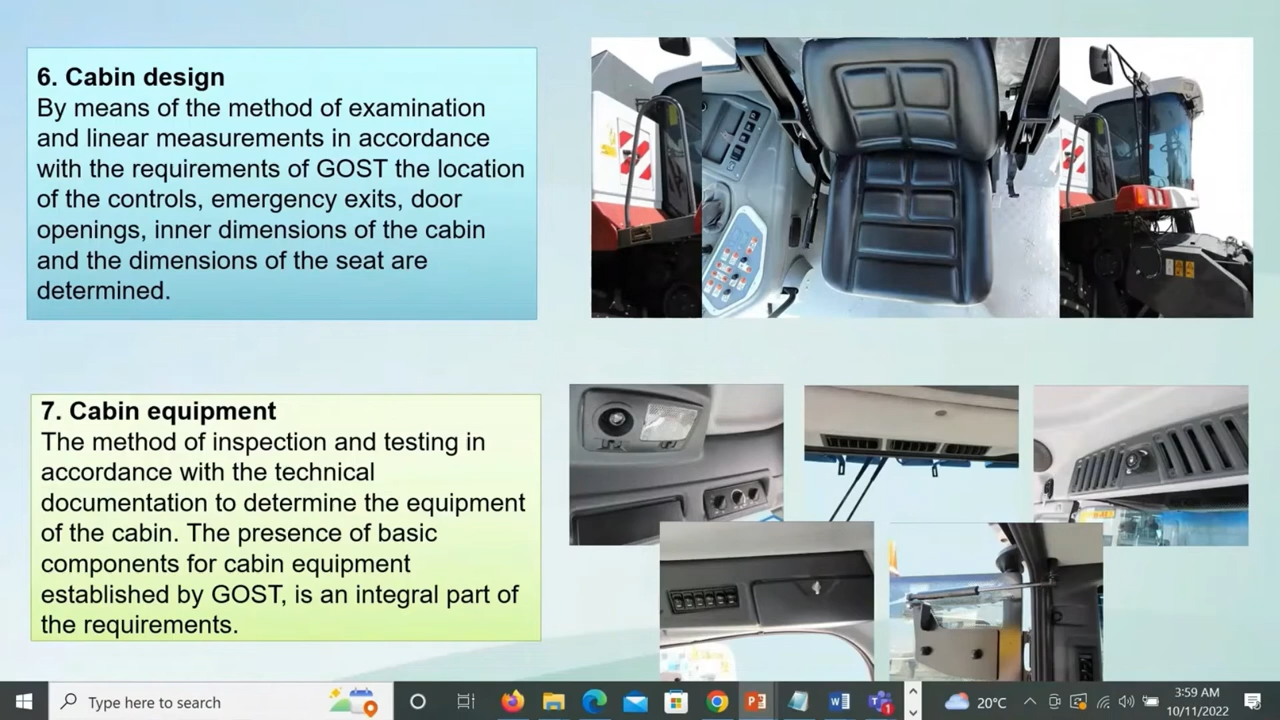 6. Cabin design
By means of the method of examination
and linear measurements in accordance
with the requirements of GOST the location
of the controls, emergency exits, door
openings, inner dimensions of the cabin
and the dimensions of the seat are
determined.
7. Cabin equipment
The method of inspection and testing in
accordance with the technical
documentation to determine the equipment
of the cabin. The presence of basic
components for cabin equipment
established by GOST, is an integral part of
the requirements.
Type here to search
20°C
3:59 AM
10/11/2022